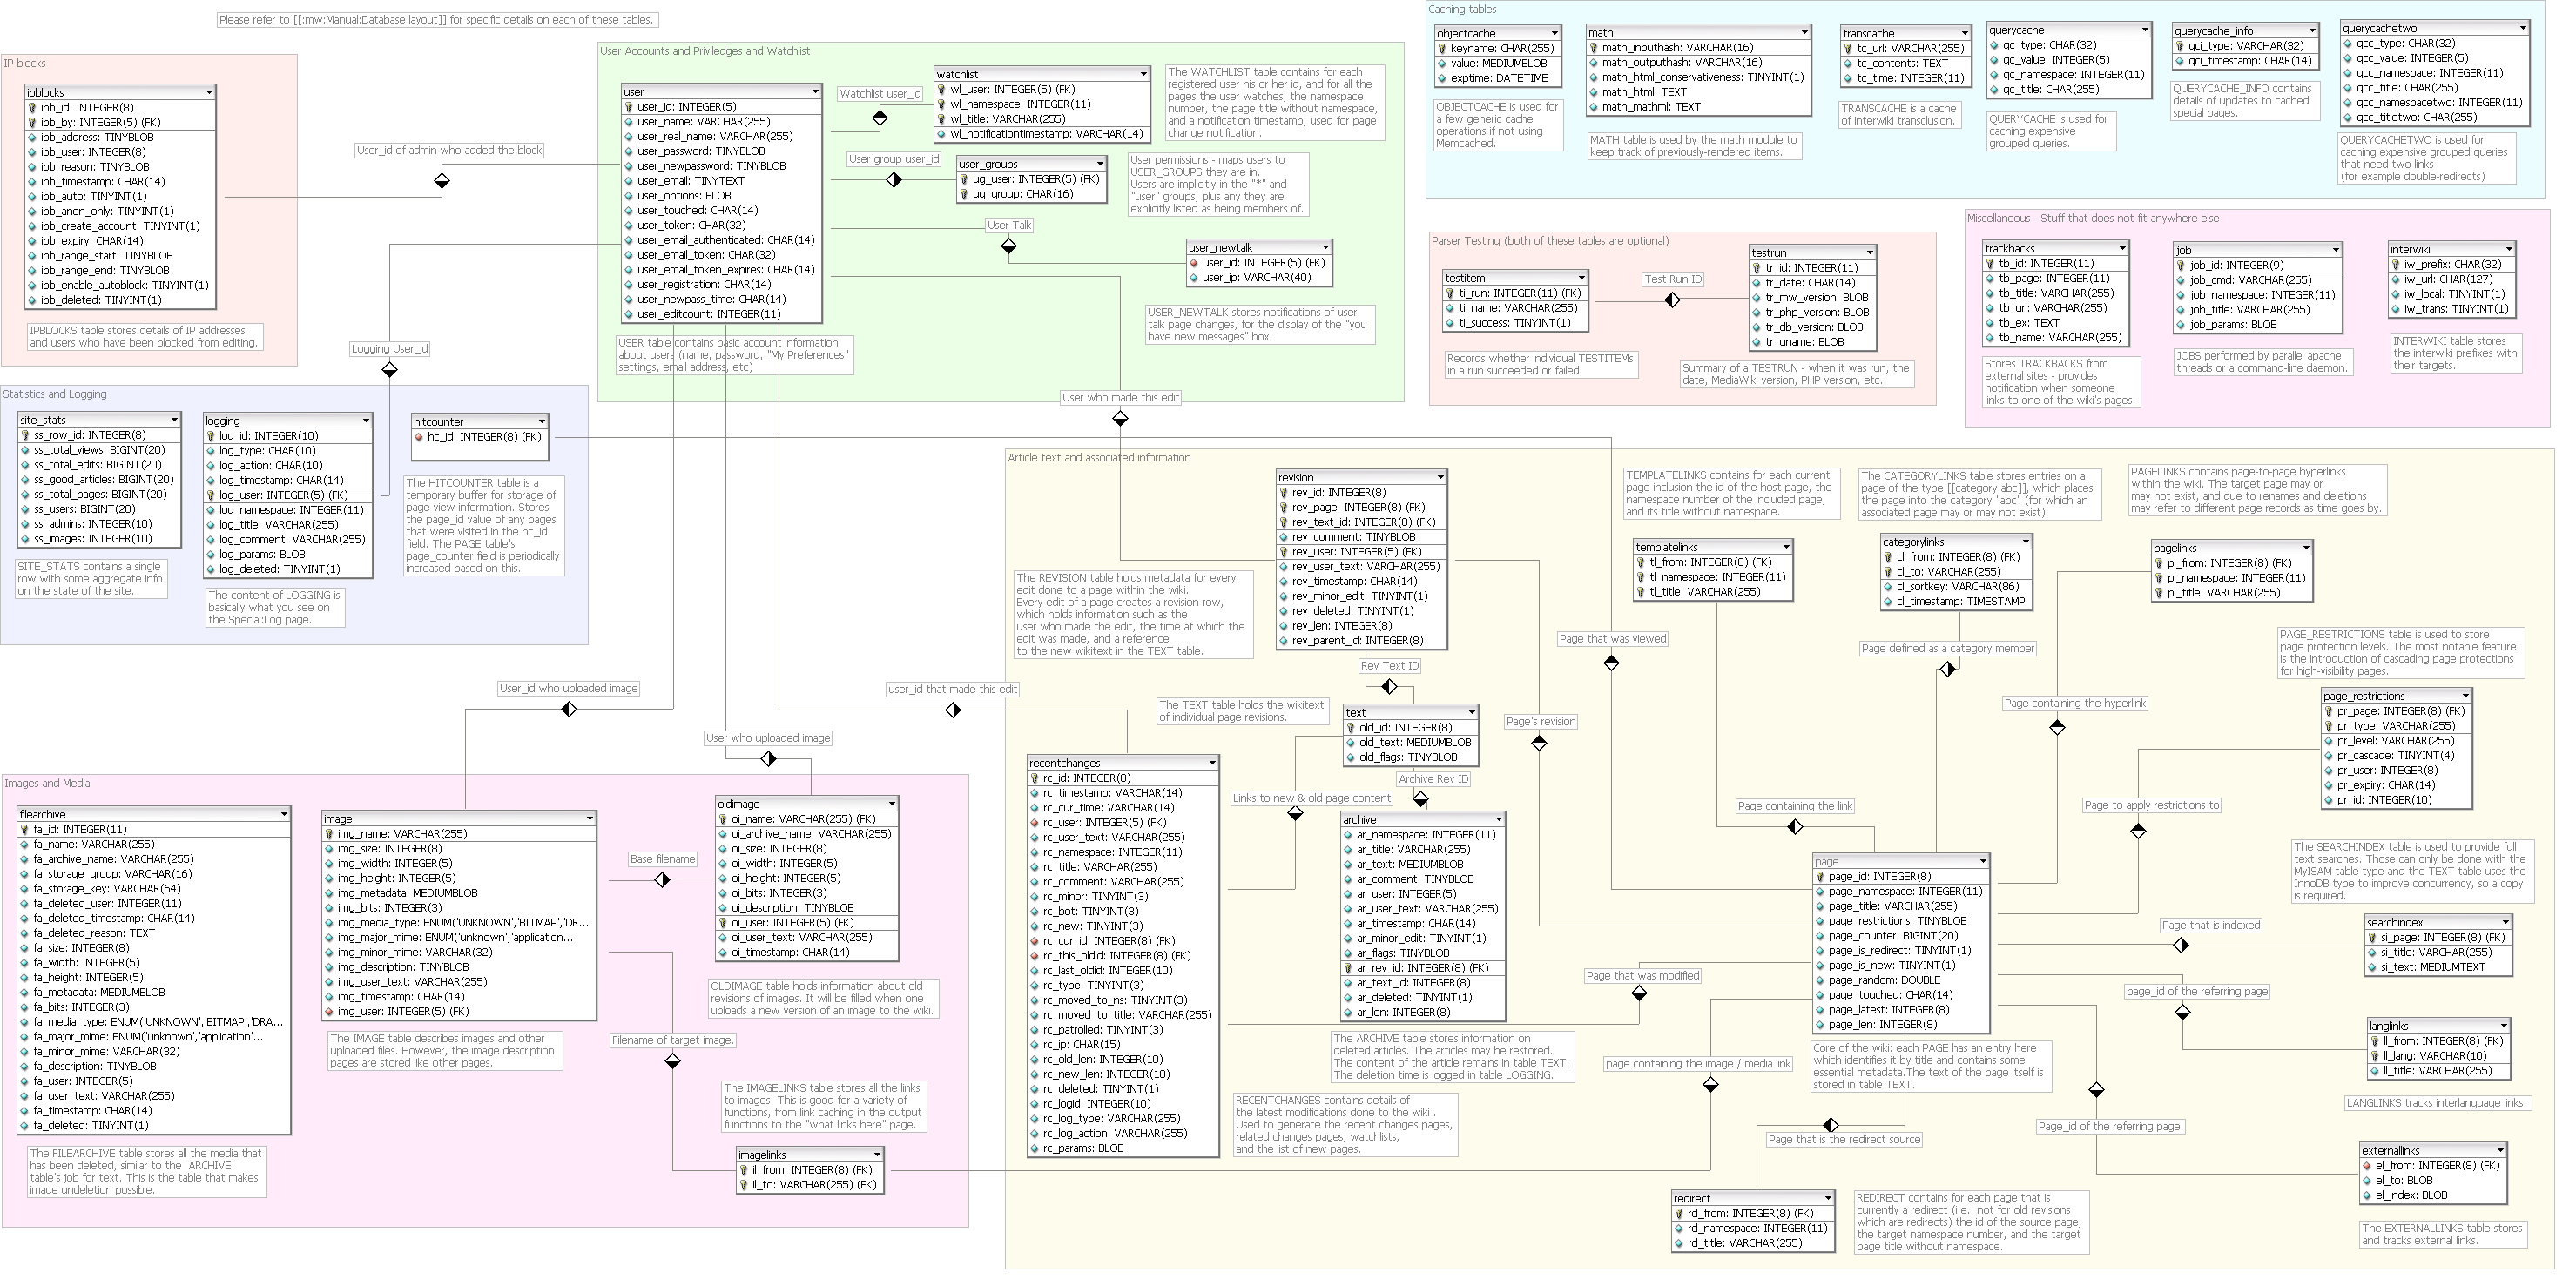 Please refer to [[:mw:Manual:Database layout]] for specific details on each of these tables.
IP blocks
ipblocks
ipb_id: INTEGER(8)
ipb_by: INTEGER(5) (FK)
ipb_address: TINYBLOB
ipb_user: INTEGER(8)
ipb_reason: TINYBLOB
ipb_timestamp: CHAR(14)
ipb_auto: TINYINT(1)
ipb_anon_only: TINYINT(1)
ipb_create_account: TINYINT(1)
ipb_expiry: CHAR(14)
ipb_range_start: TINYBLOB
ipb_range_end: TINYBLOB
ipb_enable_autoblock: TINYINT(1)
ipb_deleted: TINYINT(1)
IPBLOCKS table stores details of IP addresses
and users who have been blocked from editing.
User_id of admin who added the block
Logging User_id
User Accounts and Priviledges and Watchlist
user
user_id: INTEGER(5)
user_name: VARCHAR(255)
user_real_name: VARCHAR(255)
user_password: TINYBLOB
user_newpassword: TINYBLOB
user_email: TINYTEXT
user_options: BLOB
user_touched: CHAR(14)
user_token: CHAR(32)
user_email_authenticated: CHAR(14)
user_email_token: CHAR(32)
user_email_token_expires: CHAR(14)
user_registration: CHAR(14)
user_newpass_time: CHAR(14)
user_editcount: INTEGER(11)
USER table contains basic account information
about users (name, password, "My Preferences"
settings, email address, etc)
Watchlist user_id
watchlist
wl_user: INTEGER(5) (FK)
wl_namespace: INTEGER(11)
wl_title: VARCHAR(255)
wl_notificationtimestamp: VARCHAR(14)
The WATCHLIST table contains for each
registered user his or her id, and for all the
pages the user watches, the namespace
number, the page title without namespace,
and a notification timestamp, used for page
change notification.
User group user_id
user_groups
ug_user: INTEGER(5) (FK)
ug_group: CHAR(16)
User permissions - maps users to
USER_GROUPS they are in.
Users are implicitly in the "*" and
"user" groups, plus any they are
explicitly listed as being members of.
User Talk
user_newtalk
user_id: INTEGER(5) (FK)
user_ip: VARCHAR(40)
USER_NEWTALK stores notifications of user
talk page changes, for the display of the "you
have new messages" box.
User who made this edit
Caching tables
objectcache
keyname: CHAR(255)
value: MEDIUMBLOB
exptime: DATETIME
OBJECTCACHE is used for
a few generic cache
operations if not using
Memcached.
math
math_inputhash: VARCHAR(16)
math_outputhash: VARCHAR(16)
math_html_conservativeness: TINYINT(1)
math_html: TEXT
math_mathml: TEXT
MATH table is used by the math module to
keep track of previously-rendered items.
transcache
tc_url: VARCHAR(255)
tc_contents: TEXT
tc_time: INTEGER(11)
TRANSCACHE is a cache
of interwiki transclusion.
querycache
qc_type: CHAR(32)
qc_value: INTEGER(5)
qc_namespace: INTEGER(11)
qc_title: CHAR(255)
QUERYCACHE is used for
caching expensive
grouped queries.
querycache_info
qci_type: VARCHAR(32)
qci_timestamp: CHAR(14)
QUERYCACHE_INFO contains
details of updates to cached
special pages.
querycachetwo
qcc_type: CHAR(32)
qcc_value: INTEGER(5)
qcc_namespace: INTEGER(11)
qcc_title: CHAR(255)
qcc_namespacetwo: INTEGER(11)
qcc_titletwo: CHAR(255)
QUERYCACHETWO is used for
caching expensive grouped queries
that need two links
(for example double-redirects)
Parser Testing (both of these tables are optional)
testitem
ti_run: INTEGER(11) (FK)
ti_name: VARCHAR(255)
ti_success: TINYINT(1)
Records whether individual TESTITEMs
in a run succeeded or failed.
Test Run ID
testrun
tr_id: INTEGER(11)
tr_date: CHAR(14)
tr_mw_version: BLOB
tr_php_version: BLOB
tr_db_version: BLOB
tr_uname: BLOB
Summary of a TESTRUN - when it was run, the
date, MediaWiki version, PHP version, etc.
Miscellaneous - Stuff that does not fit anywhere else
trackbacks
tb_id: INTEGER(11)
tb_page: INTEGER(11)
tb_title: VARCHAR(255)
tb_url: VARCHAR(255)
tb_ex: TEXT
tb_name: VARCHAR(255)
Stores TRACKBACKS from
external sites - provides
notification when someone
links to one of the wiki's pages.
job
job_id: INTEGER(9)
job_cmd: VARCHAR(255)
job_namespace: INTEGER(11)
job_title: VARCHAR(255)
job_params: BLOB
JOBS performed by parallel apache
threads or a command-line daemon.
interwiki
iw_prefix: CHAR(32)
iw_url: CHAR(127)
iw_local: TINYINT(1)
iw_trans: TINYINT(1)
INTERWIKI table stores
the interwiki prefixes with
their targets.
Statistics and Logging
site_stats
ss_row_id: INTEGER(8)
ss_total_views: BIGINT(20)
ss_total_edits: BIGINT(20)
ss_good_articles: BIGINT(20)
ss_total_pages: BIGINT(20)
ss_users: BIGINT(20)
ss_admins: INTEGER(10)
ss_images: INTEGER(10)
SITE_STATS contains a single
row with some aggregate info
on the state of the site.
logging
log_id: INTEGER(10)
log_type: CHAR(10)
log_action: CHAR(10)
log_timestamp: CHAR(14)
log_user: INTEGER(5) (FK)
log_namespace: INTEGER(11)
log_title: VARCHAR(255)
log_comment: VARCHAR(255)
log_params: BLOB
log_deleted: TINYINT(1)
The content of LOGGING is
basically what you see on
the Special:Log page.
hitcounter
hc_id: INTEGER(8) (FK)
The HITCOUNTER table is a
temporary buffer for storage of
page view information. Stores
the page_id value of any pages
that were visited in the hc_id
field. The PAGE table's
page_counter field is periodically
increased based on this.
User_id who uploaded image
User who uploaded image
user_id that made this edit
Images and Media
filearchive
fa_id: INTEGER(11)
fa_name: VARCHAR(255)
fa_archive_name: VARCHAR(255)
fa_storage_group: VARCHAR(16)
fa_storage_key: VARCHAR(64)
fa_deleted_user: INTEGER(11)
fa_deleted_timestamp: CHAR(14)
fa_deleted_reason: TEXT
fa_size: INTEGER(8)
fa_width: INTEGER(5)
fa_height: INTEGER(5)
fa_metadata: MEDIUMBLOB
fa_bits: INTEGER(3)
fa_media_type: ENUM('UNKNOWN','BITMAP','DRA...
fa_major_mime: ENUM('unknown','application'...
fa_minor_mime: VARCHAR(32)
fa_description: TINYBLOB
fa_user: INTEGER(5)
fa_user_text: VARCHAR(255)
fa_timestamp: CHAR(14)
fa_deleted: TINYINT(1)
The FILEARCHIVE table stores all the media that
has been deleted, similar to the ARCHIVE
table's job for text. This is the table that makes
image undeletion possible.
image
img_name: VARCHAR(255)
img_size: INTEGER(8)
img_width: INTEGER(5)
img_height: INTEGER(5)
img_metadata: MEDIUMBLOB
img_bits: INTEGER(3)
img_media_type: ENUM('UNKNOWN','BITMAP','DR...
img_major_mime: ENUM('unknown','application...
img_minor_mime: VARCHAR(32)
img_description: TINYBLOB
img_user_text: VARCHAR(255)
img_timestamp: CHAR(14)
img_user: INTEGER(5) (FK)
The IMAGE table describes images and other
uploaded files. However, the image description
pages are stored like other pages.
Base filename
oldimage
oi_name: VARCHAR(255) (FK)
oi_archive_name: VARCHAR(255)
oi_size: INTEGER(8)
oi_width: INTEGER(5)
oi_height: INTEGER(5)
oi_bits: INTEGER(3)
oi_description: TINYBLOB
oi_user: INTEGER(5) (FK)
oi_user_text: VARCHAR(255)
oi_timestamp: CHAR(14)
OLDIMAGE table holds information about old
revisions of images. It will be filled when one
uploads a new version of an image to the wiki.
Filename of target image.
The IMAGELINKS table stores all the links
to images. This is good for a variety of
functions, from link caching in the output
functions to the "what links here" page.
imagelinks
il_from: INTEGER(8) (FK)
il_to: VARCHAR(255) (FK)
Article text and associated information
revision
rev_id: INTEGER(8)
rev_page: INTEGER(8) (FK)
rev_text_id: INTEGER(8) (FK)
rev_comment: TINYBLOB
rev_user: INTEGER(5) (FK)
rev_user_text: VARCHAR(255)
rev_timestamp: CHAR(14)
rev_minor_edit: TINYINT(1)
rev_deleted: TINYINT(1)
rev_len: INTEGER(8)
rev_parent_id: INTEGER(8)
The REVISION table holds metadata for every
edit done to a page within the wiki.
Every edit of a page creates a revision row,
which holds information such as the
user who made the edit, the time at which the
edit was made, and a reference
to the new wikitext in the TEXT table.
Rev Text ID
The TEXT table holds the wikitext
of individual page revisions.
text
old_id: INTEGER(8)
old_text: MEDIUMBLOB
old_flags: TINYBLOB
Archive Rev ID
Links to new & old page content
recentchanges
rc_id: INTEGER(8)
rc_timestamp: VARCHAR(14)
rc_cur_time: VARCHAR(14)
rc_user: INTEGER(5) (FK)
rc_user_text: VARCHAR(255)
rc_namespace: INTEGER(11)
rc_title: VARCHAR(255)
rc_comment: VARCHAR(255)
rc_minor: TINYINT(3)
rc_bot: TINYINT(3)
rc_new: TINYINT(3)
rc_cur_id: INTEGER(8) (FK)
rc_this_oldid: INTEGER(8) (FK)
rc_last_oldid: INTEGER(10)
rc_type: TINYINT(3)
rc_moved_to_ns: TINYINT(3)
rc_moved_to_title: VARCHAR(255)
rc_patrolled: TINYINT(3)
rc_ip: CHAR(15)
rc_old_len: INTEGER(10)
rc_new_len: INTEGER(10)
rc_deleted: TINYINT(1)
rc_logid: INTEGER(10)
rc_log_type: VARCHAR(255)
rc_log_action: VARCHAR(255)
rc_params: BLOB
archive
ar_namespace: INTEGER(11)
ar_title: VARCHAR(255)
ar_text: MEDIUMBLOB
ar_comment: TINYBLOB
ar_user: INTEGER(5)
ar_user_text: VARCHAR(255)
ar_timestamp: CHAR(14)
ar_minor_edit: TINYINT(1)
ar_flags: TINYBLOB
ar_rev_id: INTEGER(8) (FK)
ar_text_id: INTEGER(8)
ar_deleted: TINYINT(1)
ar_len: INTEGER(8)
The ARCHIVE table stores information on
deleted articles. The articles may be restored.
The content of the article remains in table TEXT.
The deletion time is logged in table LOGGING.
RECENTCHANGES contains details of
the latest modifications done to the wiki .
Used to generate the recent changes pages,
related changes pages, watchlists,
and the list of new pages.
Page's revision
Page that was viewed
TEMPLATELINKS contains for each current
page inclusion the id of the host page, the
namespace number of the included page,
and its title without namespace.
templatelinks
tl_from: INTEGER(8) (FK)
tl_namespace: INTEGER(11)
tl_title: VARCHAR(255)
The CATEGORYLINKS table stores entries on a
page of the type [[category:abc]], which places
the page into the category "abc" (for which an
associated page may or may not exist).
categorylinks
cl_from: INTEGER(8) (FK)
cl_to: VARCHAR(255)
cl_sortkey: VARCHAR(86)
cl_timestamp: TIMESTAMP
Page defined as a category member
PAGELINKS contains page-to-page hyperlinks
within the wiki. The target page may or
may not exist, and due to renames and deletions
may refer to different page records as time goes by.
pagelinks
pl_from: INTEGER(8) (FK)
pl_namespace: INTEGER(11)
pl_title: VARCHAR(255)
Page containing the hyperlink
PAGE_RESTRICTIONS table is used to store
page protection levels. The most notable feature
is the introduction of cascading page protections
for high-visibility pages.
page_restrictions
pr_page: INTEGER(8) (FK)
pr_type: VARCHAR(255)
pr_level: VARCHAR(255)
pr_cascade: TINYINT(4)
pr_user: INTEGER(8)
pr_expiry: CHAR(14)
pr_id: INTEGER(10)
Page containing the link
Page to apply restrictions to
page
page_id: INTEGER(8)
page_namespace: INTEGER(11)
page_title: VARCHAR(255)
page_restrictions: TINYBLOB
page_counter: BIGINT(20)
page_is_redirect: TINYINT(1)
page_is_new: TINYINT(1)
page_random: DOUBLE
page_touched: CHAR(14)
page_latest: INTEGER(8)
page_len: INTEGER(8)
Core of the wiki: each PAGE has an entry here
which identifies it by title and contains some
essential metadata.The text of the page itself is
stored in table TEXT.
Page that was modified
page containing the image / media link
Page that is the redirect source
redirect
rd_from: INTEGER(8) (FK)
rd_namespace: INTEGER(11)
rd_title: VARCHAR(255)
REDIRECT contains for each page that is
currently a redirect (i.e., not for old revisions
which are redirects) the id of the source page,
the target namespace number, and the target
page title without namespace.
The SEARCHINDEX table is used to provide full
text searches. Those can only be done with the
MyISAM table type and the TEXT table uses the
InnoDB type to improve concurrency, so a copy
is required.
Page that is indexed
searchindex
si_page: INTEGER(8) (FK)
si_title: VARCHAR(255)
si_text: MEDIUMTEXT
page_id of the referring page
langlinks
ll_from: INTEGER(8) (FK)
ll_lang: VARCHAR(10)
ll_title: VARCHAR(255)
LANGLINKS tracks interlanguage links.
Page_id of the referring page.
externallinks
el_from: INTEGER(8) (FK)
el_to: BLOB
el_index: BLOB
The EXTERNALLINKS table stores
and tracks external links.